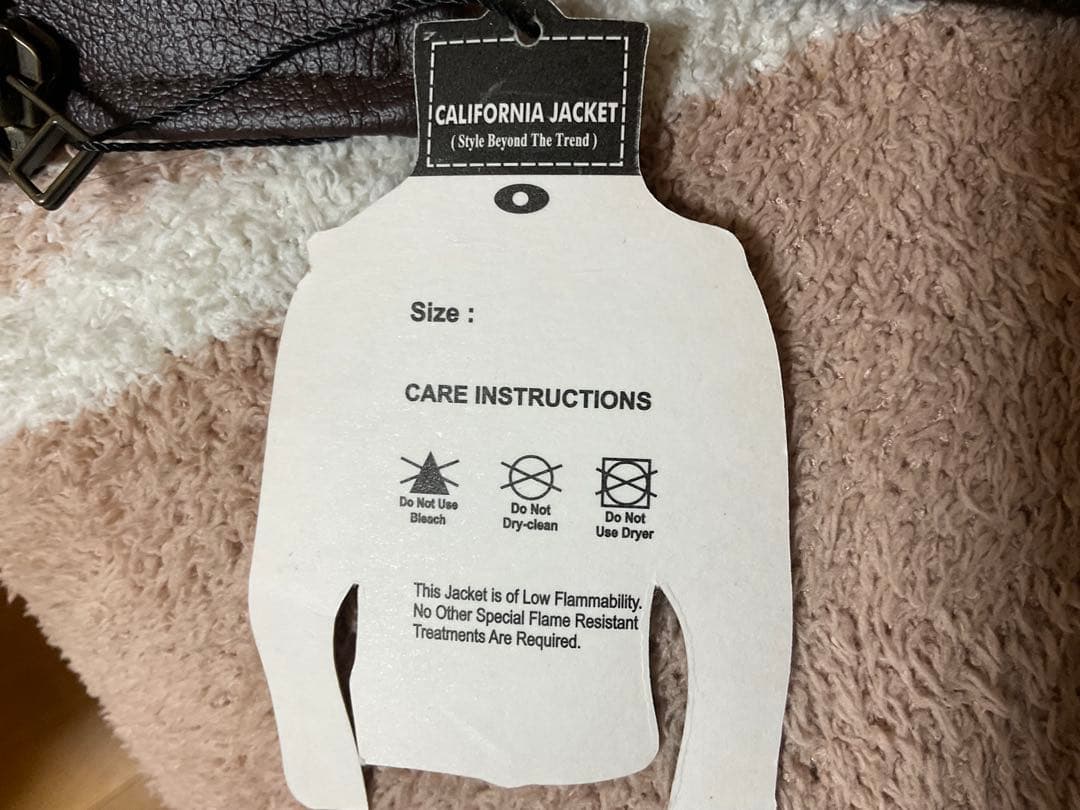 CALIFORNIA JACKET
( Style Beyond The Trend )
Size :
CARE INSTRUCTIONS
Do Not Use
Bleach
Do Not
Dry-clean
Do Not
Use Dryer
This Jacket is of Low Flammability.
No Other Special Flame Resistant
Treatments Are Required.